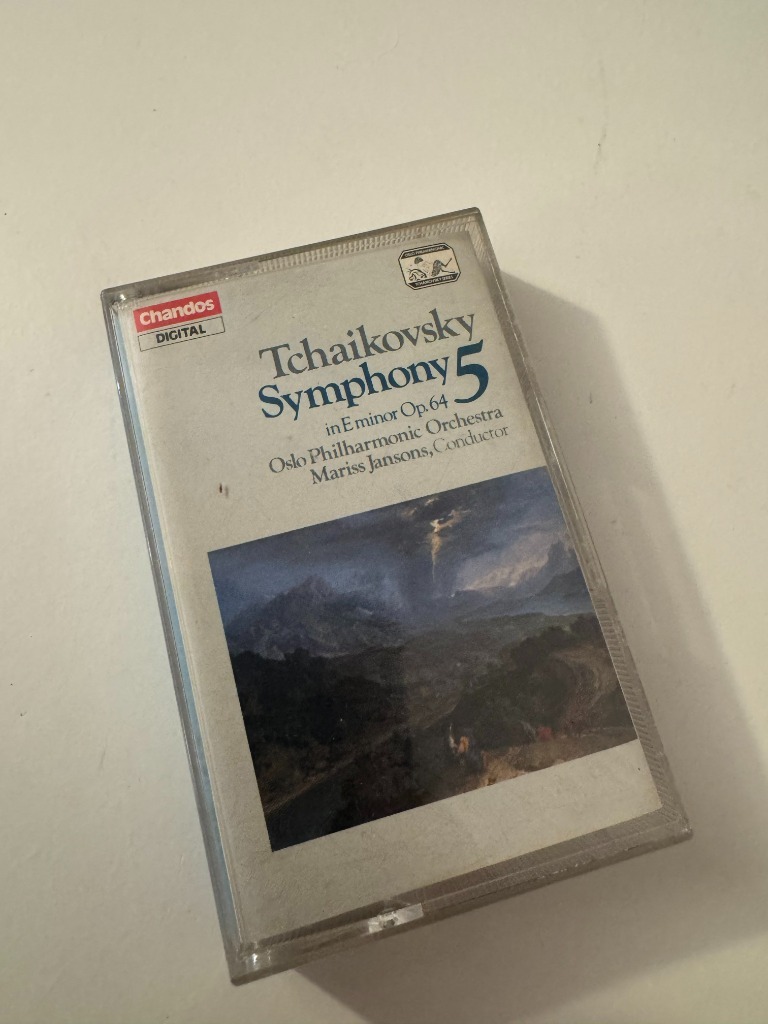 Chandos
DIGITAL
Tchaikovsky
Symphony 5
in E minor Op. 64
Oslo Philharmonic Orchestra
Mariss Jansons, Conductor